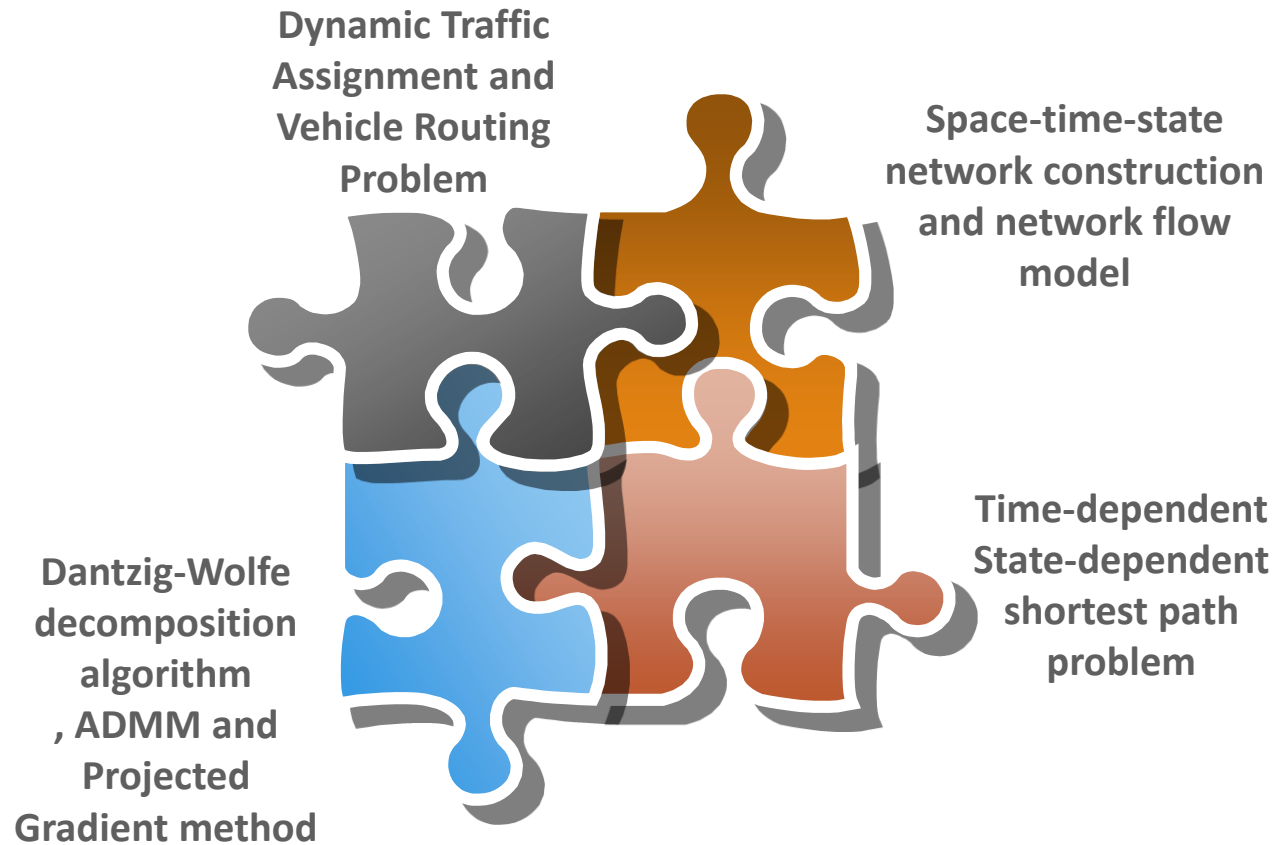 Dynamic Traffic
Assignment and
Vehicle Routing
Problem
Space-time-state
network construction
and network flow
model
Dantzig-Wolfe
decomposition
algorithm
, ADMM and
Projected
Gradient method
Time-dependent
State-dependent
shortest path
problem